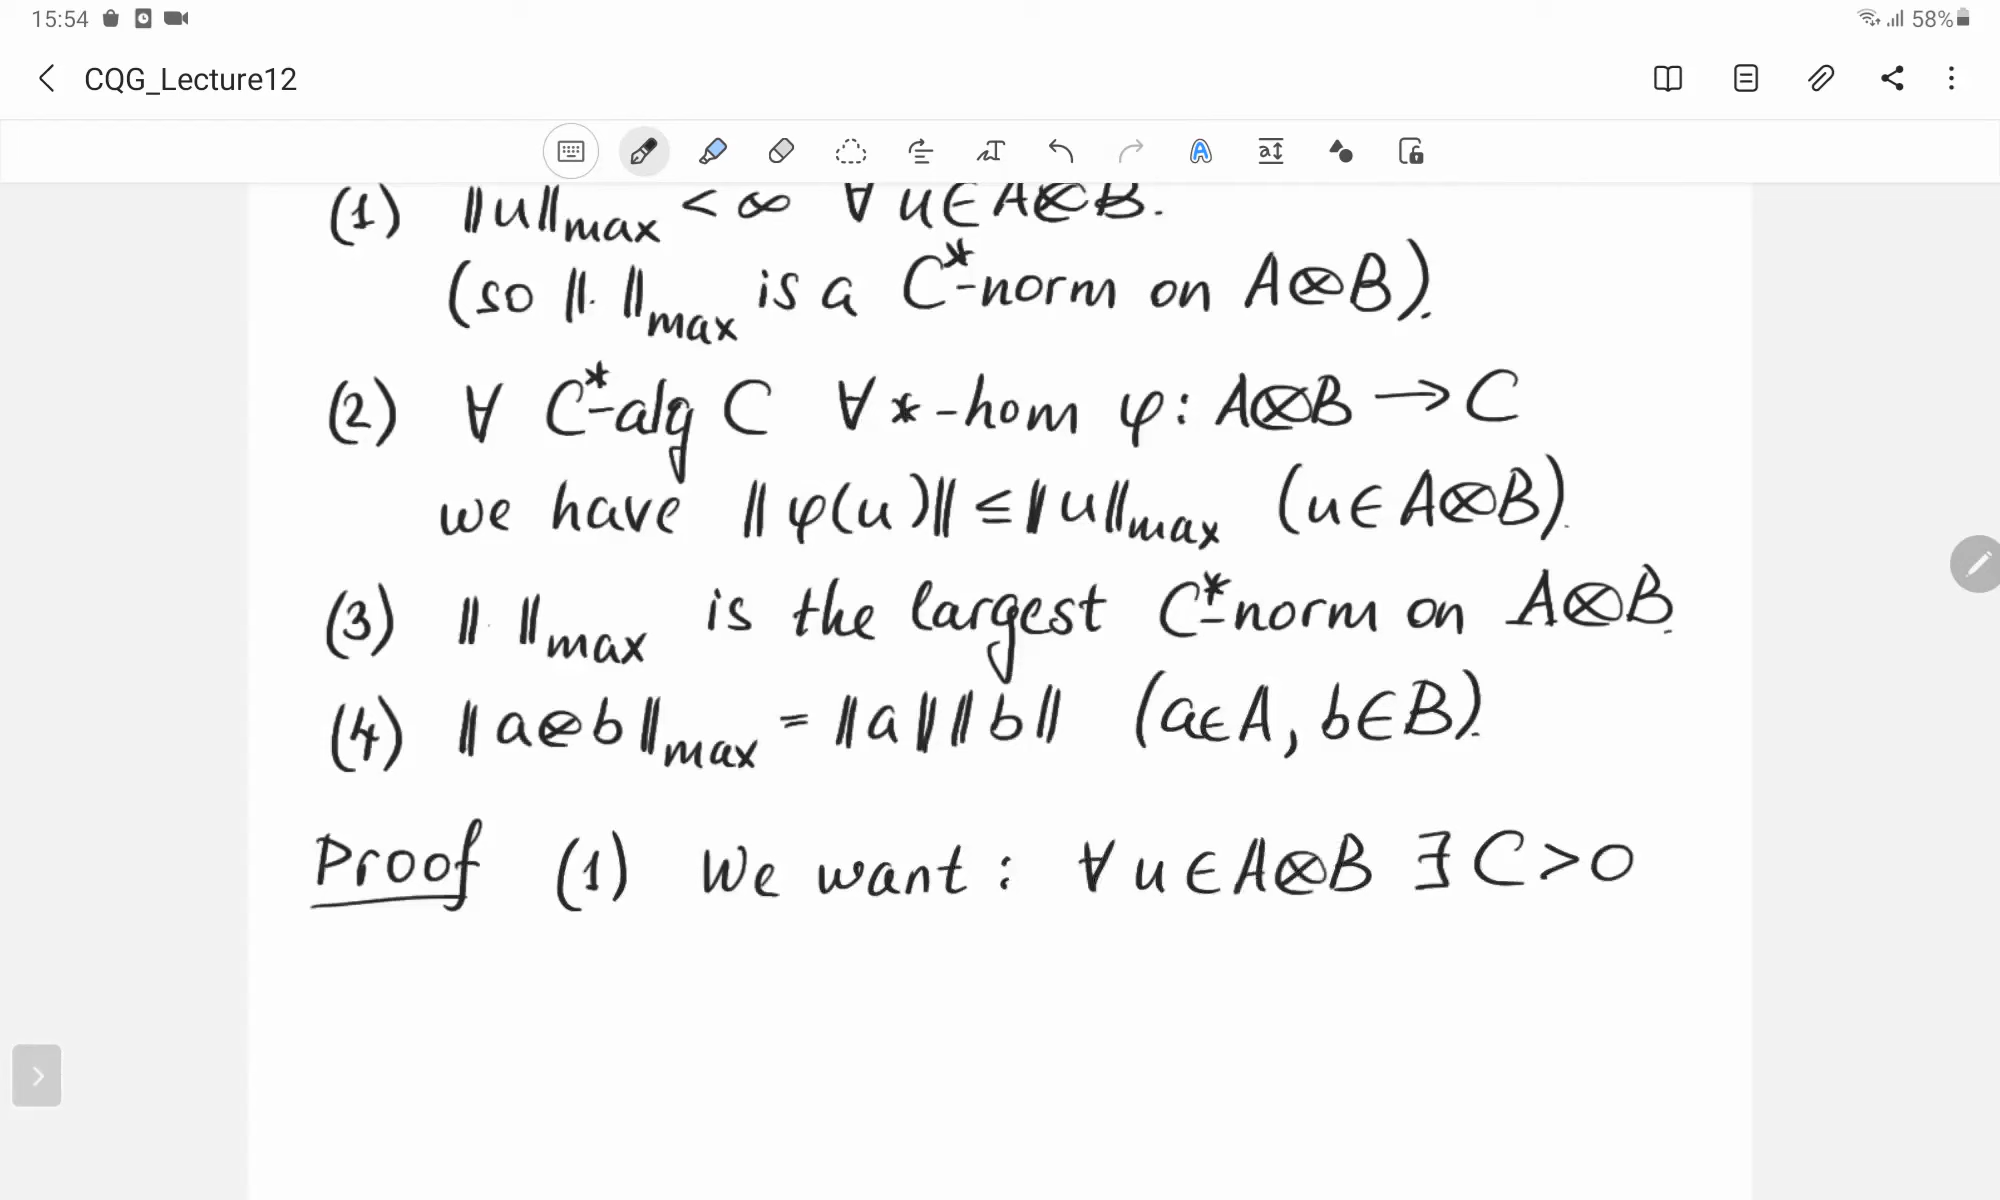 15:54 58%
CQG_Lecture12
(1) ‖u‖max < ∞ ∀ u ∈ A⊗B.
(so ‖·‖max is a C*-norm on A⊗B).
(2) ∀ C*-alg C ∀ *-hom φ: A⊗B → C
we have ‖φ(u)‖ ≤ ‖u‖max (u ∈ A⊗B).
(3) ‖·‖max is the largest C*-norm on A⊗B.
(4) ‖a⊗b‖max = ‖a‖‖b‖ (a∈A, b∈B).
Proof (1) We want: ∀ u ∈ A⊗B ∃ C > 0